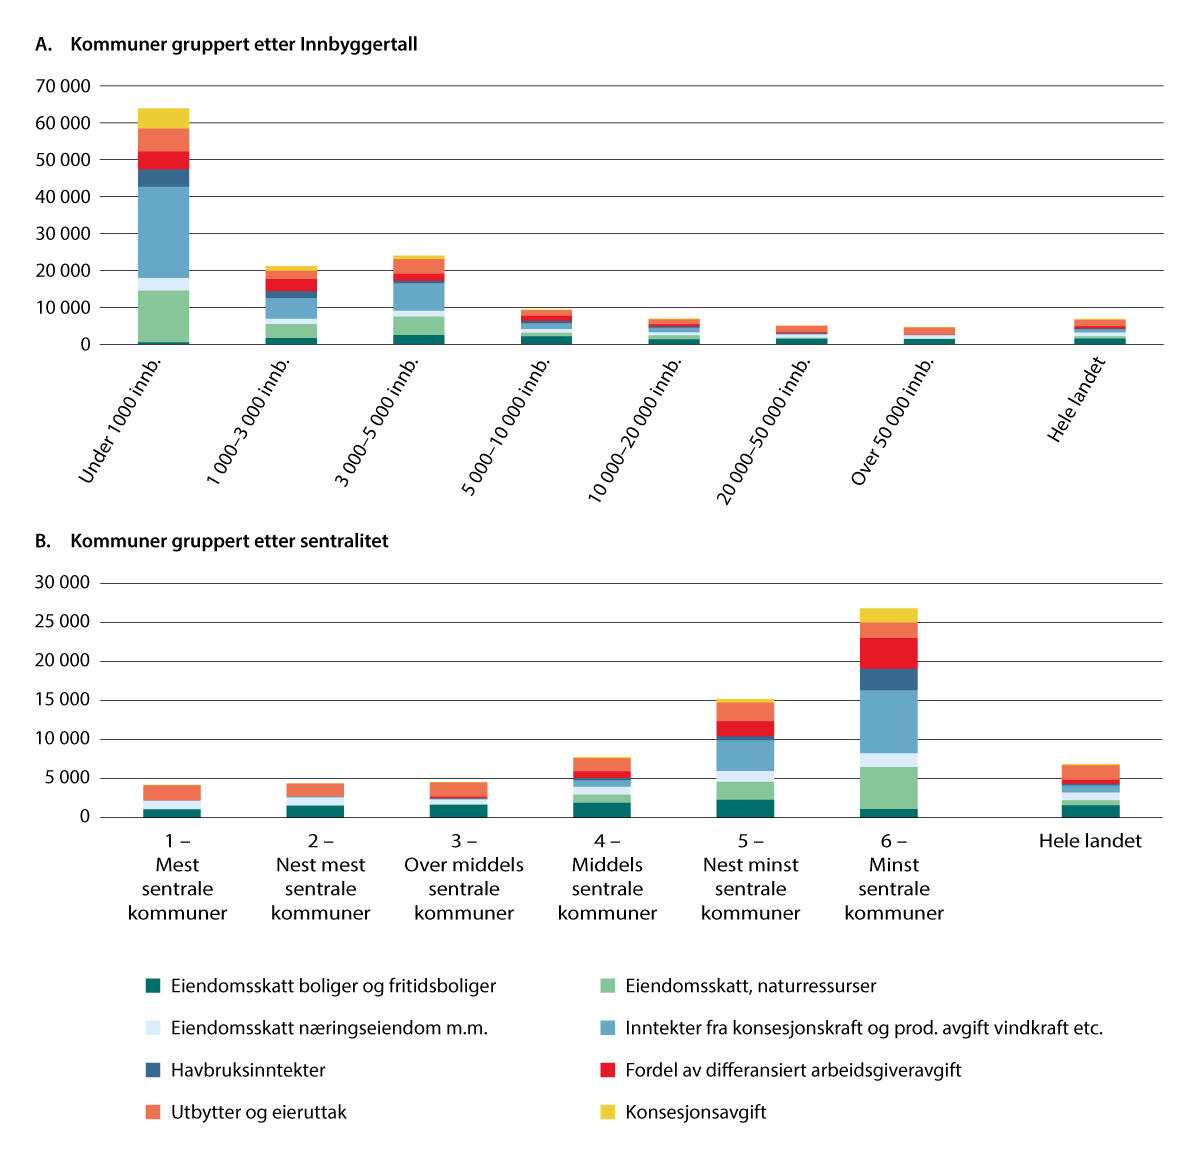 A. Kommuner gruppert etter Innbyggertall
70 000
60 000
50 000
40 000
30 000
20 000
10 000
0
Under 1000 innb.
1 000–3 000 innb.
3 000–5 000 innb.
5 000–10 000 innb.
10 000–20 000 innb.
20 000–50 000 innb.
Over 50 000 innb.
Hele landet
B. Kommuner gruppert etter sentralitet
30 000
25 000
20 000
15 000
10 000
5 000
0
1 –
Mest
sentrale
kommuner
2 –
Nest mest
sentrale
kommuner
3 –
Over middels
sentrale
kommuner
4 –
Middels
sentrale
kommuner
5 –
Nest minst
sentrale
kommuner
6 –
Minst
sentrale
kommuner
Hele landet
Eiendomsskatt boliger og fritidsboliger
Eiendomsskatt, naturressurser
Eiendomsskatt næringseiendom m.m.
Inntekter fra konsesjonskraft og prod. avgift vindkraft etc.
Havbruksinntekter
Fordel av differansiert arbeidsgiveravgift
Utbytter og eieruttak
Konsesjonsavgift